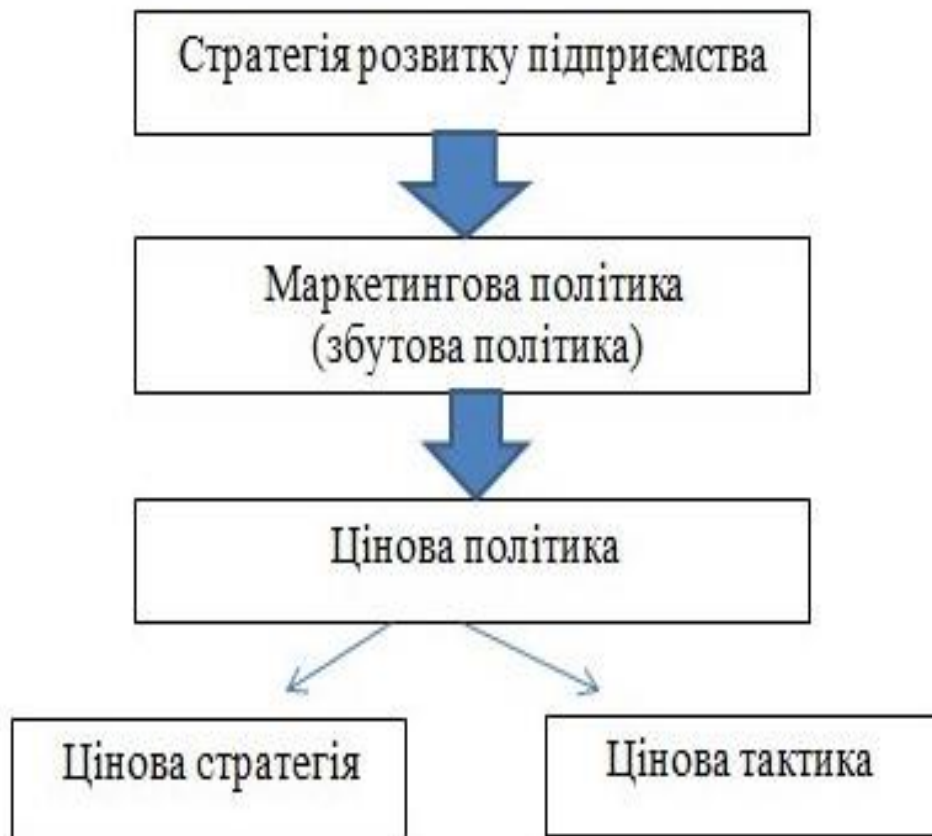 Стратегія розвитку підприємства
Маркетингова політика
(збутова політика)
Цінова політика
Цінова стратегія
Цінова тактика